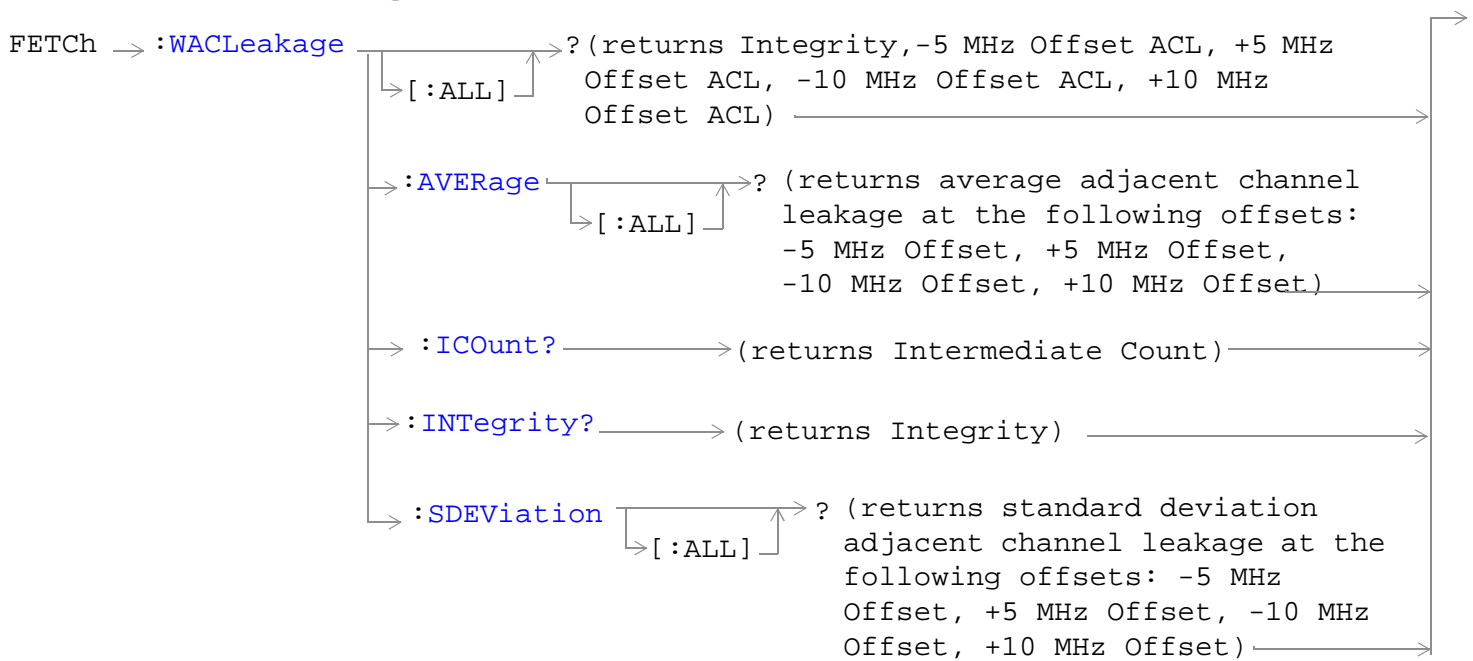 FETCh :WACLeakage ?(returns Integrity,-5 MHz Offset ACL, +5 MHz
[:ALL] Offset ACL, -10 MHz Offset ACL, +10 MHz
Offset ACL)
:AVERage ? (returns average adjacent channel
[:ALL] leakage at the following offsets:
-5 MHz Offset, +5 MHz Offset,
-10 MHz Offset, +10 MHz Offset)
:ICOunt? (returns Intermediate Count)
:INTegrity? (returns Integrity)
:SDEViation ? (returns standard deviation
[:ALL] adjacent channel leakage at the
following offsets: -5 MHz
Offset, +5 MHz Offset, -10 MHz
Offset, +10 MHz Offset)